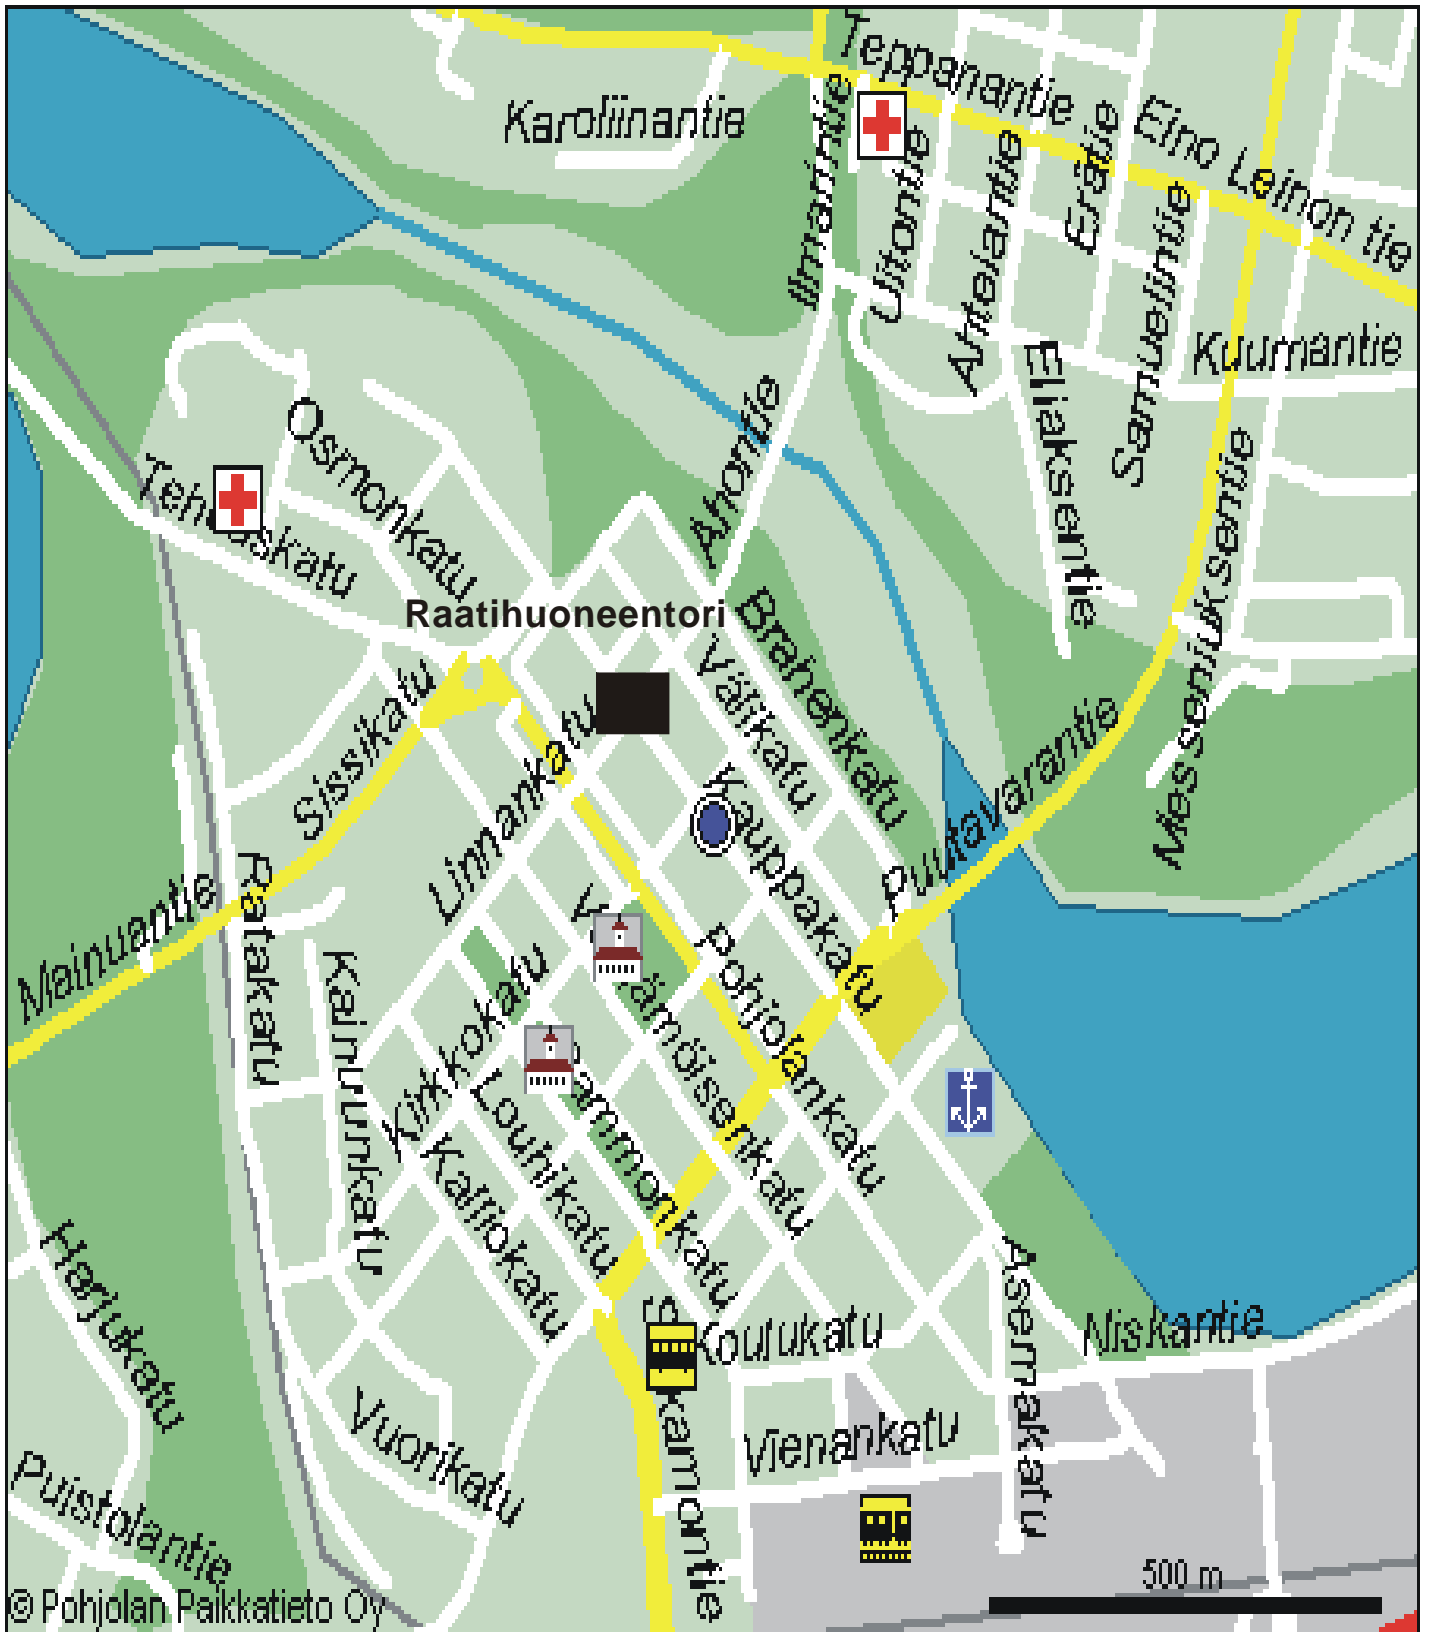 Teppanantie
Karoliinantie
Ilmarintie
Uitontie
Ahtelantie
Erätie
Eino Leinon tie
Samuelintie
Kuumantie
Eliaksentie
Ahontie
Osmonkatu
Messeniuksentie
Raatihuoneentori
Brahenkatu
Välikatu
Sissikatu
Linnankatu
Kauppakatu
Puutavarantie
Mainuantie
Ratakatu
Kainuunkatu
Kirkkokatu
Pohjolankatu
Louhikatu
Kalliokatu
Harjukatu
Asemakatu
Koulukatu
Niskantie
Vuorikatu
Vienankatu
Puistolantie
500 m
© Pohjolan Paikkatieto Oy